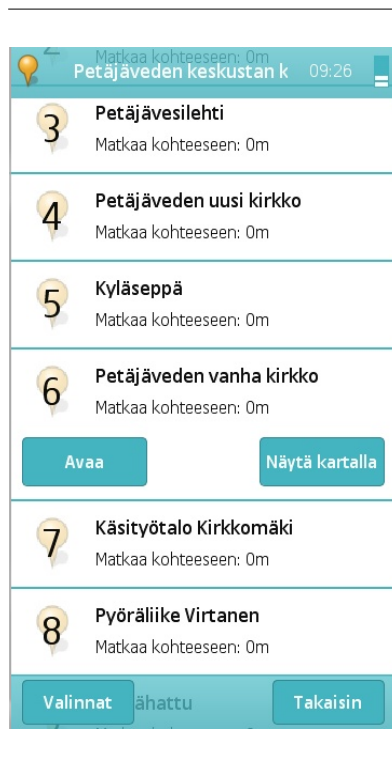 2
Matkaa kohteeseen: 0m
Petäjäveden keskustan k 09:26
3
Petäjävesilehti
Matkaa kohteeseen: 0m
4
Petäjäveden uusi kirkko
Matkaa kohteeseen: 0m
5
Kyläseppä
Matkaa kohteeseen: 0m
6
Petäjäveden vanha kirkko
Matkaa kohteeseen: 0m
Avaa Näytä kartalla
7
Käsityötalo Kirkkomäki
Matkaa kohteeseen: 0m
8
Pyöräliike Virtanen
Matkaa kohteeseen: 0m
Valinnat ähattu Takaisin